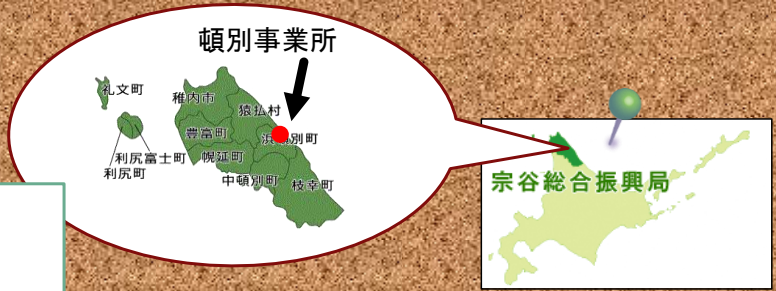 頓別事業所
礼文町
稚内市
猿払村
豊富町
浜頓別町
利尻富士町
幌延町
利尻町
中頓別町
枝幸町
宗谷総合振興局